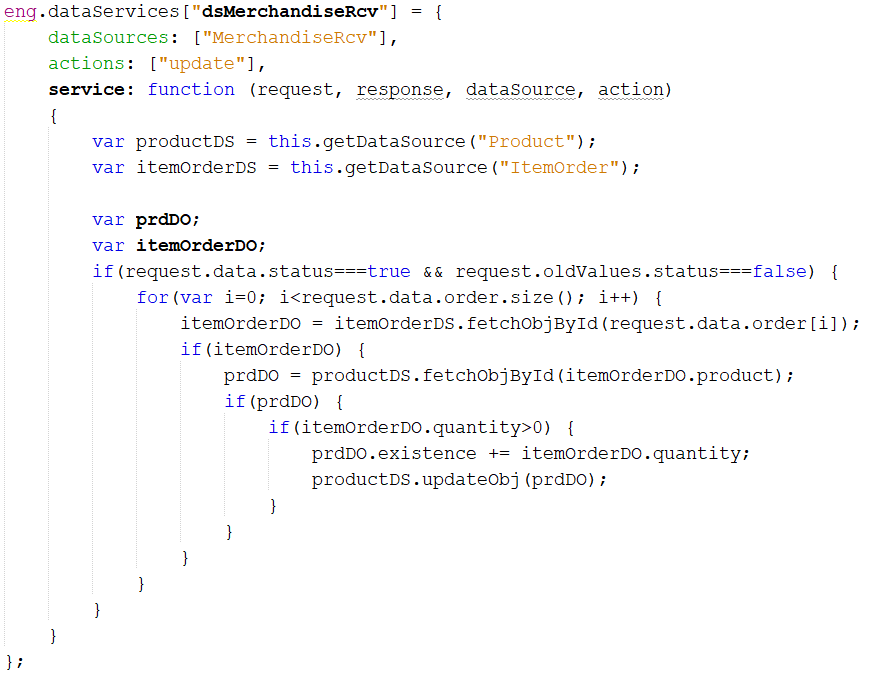 eng.dataServices["dsMerchandiseRcv"] = {
    dataSources: ["MerchandiseRcv"],
    actions: ["update"],
    service: function (request, response, dataSource, action)
    {
        var productDS = this.getDataSource("Product");
        var itemOrderDS = this.getDataSource("ItemOrder");

        var prdDO;
        var itemOrderDO;
        if(request.data.status===true && request.oldValues.status===false) {
            for(var i=0; i<request.data.order.size(); i++) {
                itemOrderDO = itemOrderDS.fetchObjById(request.data.order[i]);
                if(itemOrderDO) {
                    prdDO = productDS.fetchObjById(itemOrderDO.product);
                    if(prdDO) {
                        if(itemOrderDO.quantity>0) {
                            prdDO.existence += itemOrderDO.quantity;
                            productDS.updateObj(prdDO);
                        }
                    }
                }
            }
        }
    }
};